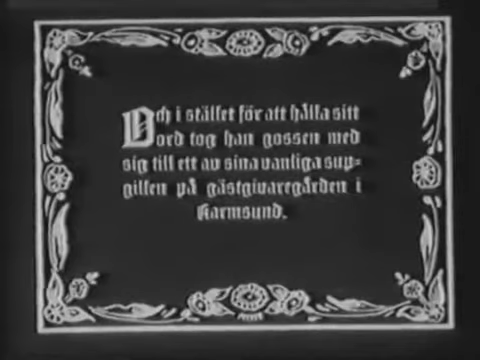 Och i stället för att hålla sitt
ord tog han gossen med
sig till ett av sina vanliga sup=
gillen på gästgivaregården i
Karmsund.